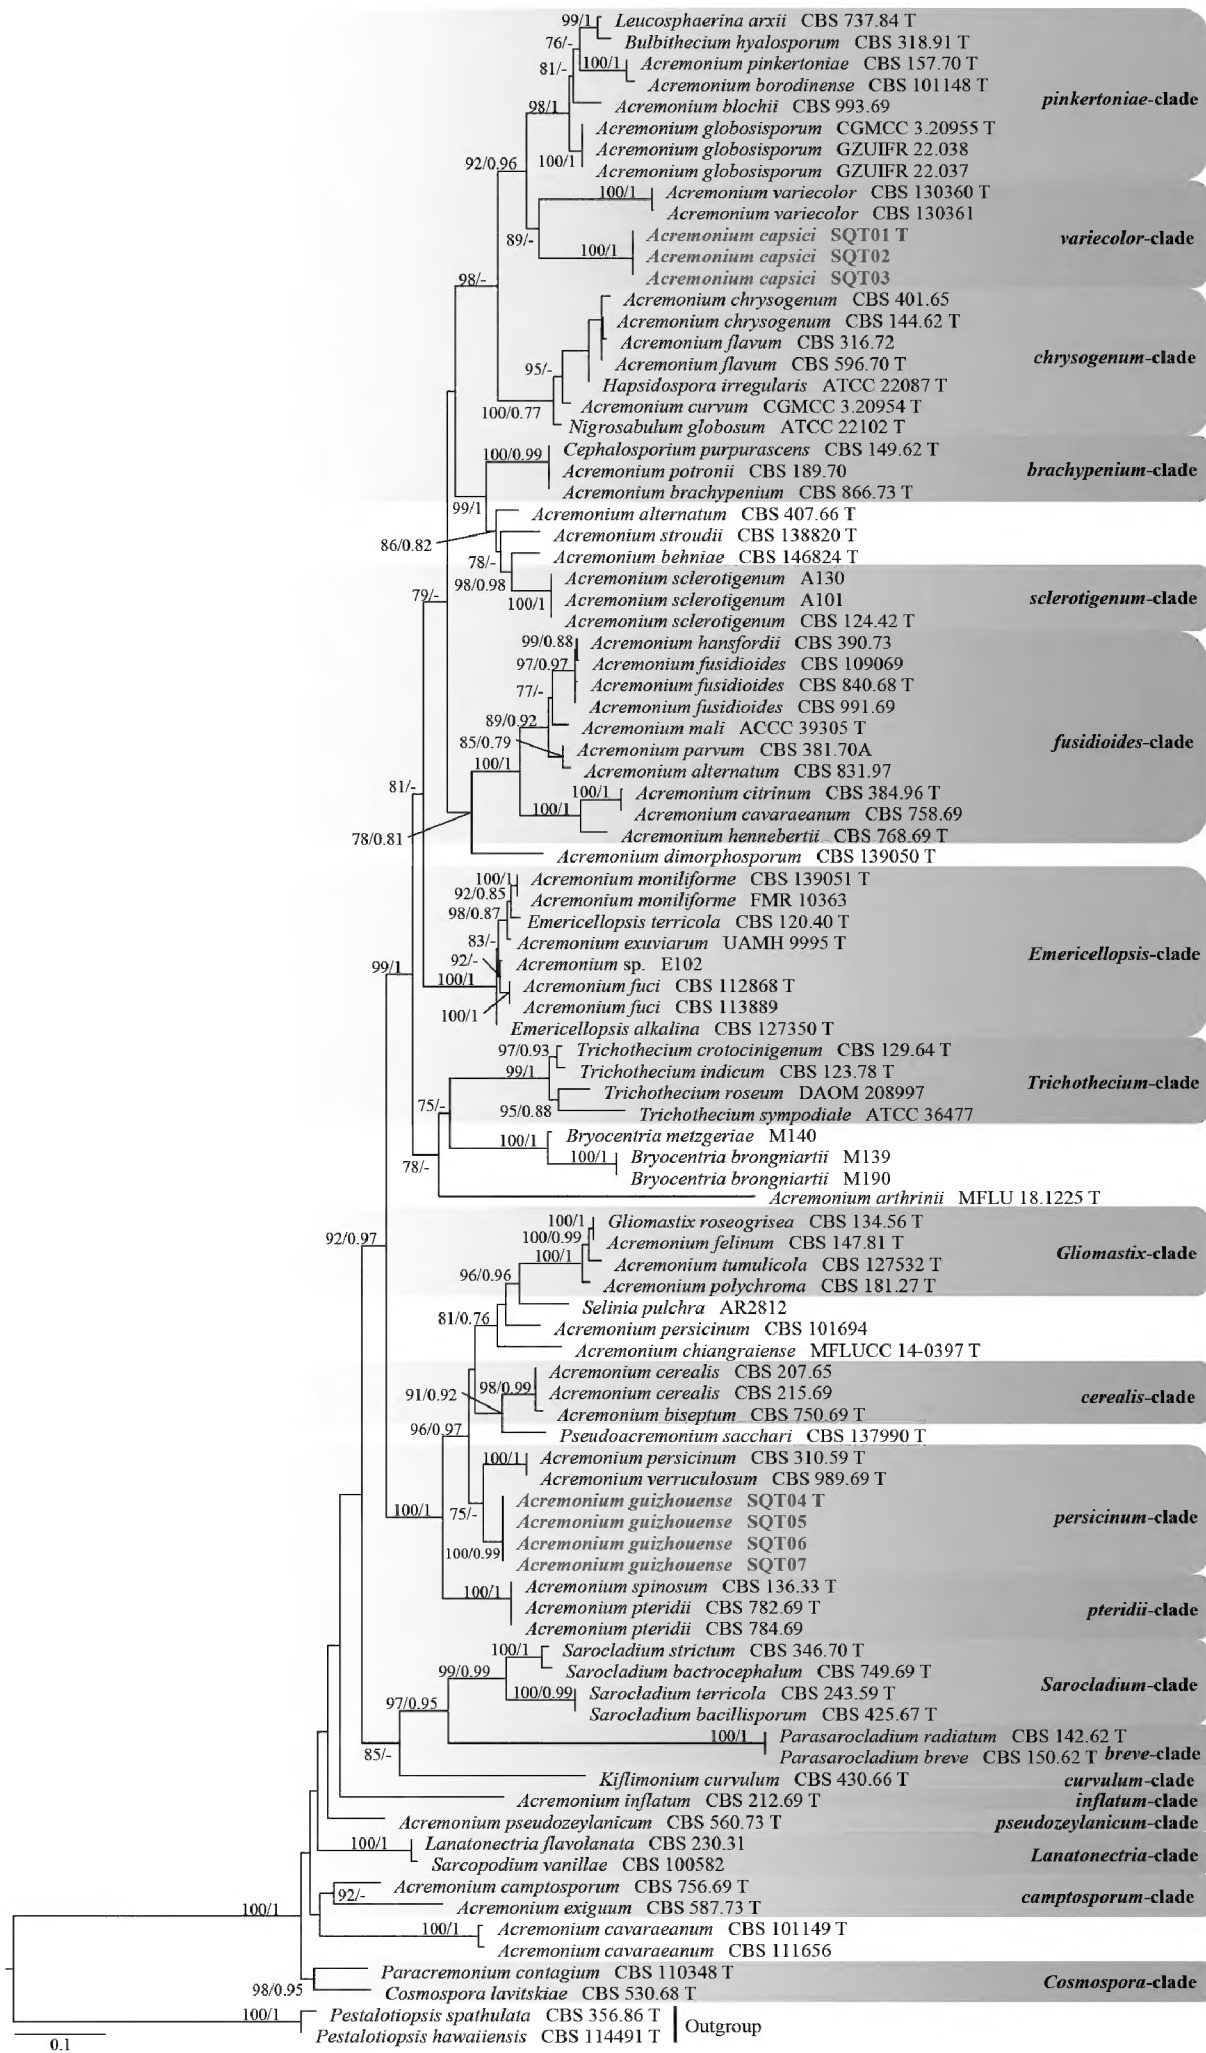 99/1 Leucosphaerina arxii CBS 737.84 T
76/- Bulbithecium hyalosporum CBS 318.91 T
100/1 Acremonium pinkertoniae CBS 157.70 T
81/- Acremonium borodinense CBS 101148 T
pinkertoniae-clade
98/1 Acremonium blochii CBS 993.69
Acremonium globosisporum CGMCC 3.20955 T
100/1 Acremonium globosisporum GZUIFR 22.038
92/0.96 Acremonium globosisporum GZUIFR 22.037
100/1 Acremonium variecolor CBS 130360 T
Acremonium variecolor CBS 130361
89/- Acremonium capsici SQT01 T
variecolor-clade
100/1 Acremonium capsici SQT02
98/- Acremonium capsici SQT03
Acremonium chrysogenum CBS 401.65
Acremonium chrysogenum CBS 144.62 T
Acremonium flavum CBS 316.72
chrysogenum-clade
95/- Acremonium flavum CBS 596.70 T
Hapsidospora irregularis ATCC 22087 T
100/0.77 Acremonium curvum CGMCC 3.20954 T
Nigrosabulum globosum ATCC 22102 T
100/0.99 Cephalosporium purpurascens CBS 149.62 T
Acremonium potronii CBS 189.70
brachypenium-clade
99/1 Acremonium brachypenium CBS 866.73 T
Acremonium alternatum CBS 407.66 T
86/0.82 Acremonium stroudii CBS 138820 T
78/- Acremonium behniae CBS 146824 T
98/0.98 Acremonium sclerotigenum A130
79/- 100/1 Acremonium sclerotigenum A101
sclerotigenum-clade
Acremonium sclerotigenum CBS 124.42 T
99/0.88 Acremonium hansfordii CBS 390.73
97/0.97 Acremonium fusidioides CBS 109069
77/- Acremonium fusidioides CBS 840.68 T
Acremonium fusidioides CBS 991.69
89/0.92 Acremonium mali ACCC 39305 T
fusidioides-clade
85/0.79 Acremonium parvum CBS 381.70A
100/1 Acremonium alternatum CBS 831.97
81/- 100/1 Acremonium citrinum CBS 384.96 T
100/1 Acremonium cavaraeanum CBS 758.69
78/0.81 Acremonium hennebertii CBS 768.69 T
Acremonium dimorphosporum CBS 139050 T
100/1 Acremonium moniliforme CBS 139051 T
92/0.85 Acremonium moniliforme FMR 10363
98/0.87 Emericellopsis terricola CBS 120.40 T
83/- Acremonium exuviarum UAMH 9995 T
Emericellopsis-clade
99/1 92/- Acremonium sp. E102
100/1 Acremonium fuci CBS 112868 T
100/1 Acremonium fuci CBS 113889
Emericellopsis alkalina CBS 127350 T
97/0.93 Trichothecium crotocinigenum CBS 129.64 T
99/1 Trichothecium indicum CBS 123.78 T
Trichothecium-clade
Trichothecium roseum DAOM 208997
75/- 95/0.88 Trichothecium sympodiale ATCC 36477
100/1 Bryocentria metzgeriae M140
78/- 100/1 Bryocentria brongniartii M139
Bryocentria brongniartii M190
Acremonium arthrinii MFLU 18.1225 T
100/1 Gliomastix roseogrisea CBS 134.56 T
92/0.97 100/0.99 Acremonium felinum CBS 147.81 T
Gliomastix-clade
100/1 Acremonium tumulicola CBS 127532 T
96/0.96 Acremonium polychroma CBS 181.27 T
Selinia pulchra AR2812
81/0.76 Acremonium persicinum CBS 101694
Acremonium chiangraiense MFLUCC 14-0397 T
Acremonium cerealis CBS 207.65
91/0.92 98/0.99 Acremonium cerealis CBS 215.69
cerealis-clade
Acremonium biseptum CBS 750.69 T
96/0.97 Pseudoacremonium sacchari CBS 137990 T
100/1 Acremonium persicinum CBS 310.59 T
Acremonium verruculosum CBS 989.69 T
100/1 75/- Acremonium guizhouense SQT04 T
Acremonium guizhouense SQT05
persicinum-clade
Acremonium guizhouense SQT06
100/0.99 Acremonium guizhouense SQT07
100/1 Acremonium spinosum CBS 136.33 T
Acremonium pteridii CBS 782.69 T
pteridii-clade
Acremonium pteridii CBS 784.69
100/1 Sarocladium strictum CBS 346.70 T
99/0.99 Sarocladium bactrocephalum CBS 749.69 T
Sarocladium-clade
100/0.99 Sarocladium terricola CBS 243.59 T
97/0.95 Sarocladium bacillisporum CBS 425.67 T
100/1 Parasarocladium radiatum CBS 142.62 T
85/- Parasarocladium breve CBS 150.62 T breve-clade
Kiflimonium curvulum CBS 430.66 T curvulum-clade
Acremonium inflatum CBS 212.69 T inflatum-clade
Acremonium pseudozeylanicum CBS 560.73 T pseudozeylanicum-clade
100/1 Lanatonectria flavolanata CBS 230.31
Lanatonectria-clade
Sarcopodium vanillae CBS 100582
92/- Acremonium camptosporum CBS 756.69 T
camptosporum-clade
100/1 Acremonium exiguum CBS 587.73 T
100/1 Acremonium cavaraeanum CBS 101149 T
Acremonium cavaraeanum CBS 111656
Paracremonium contagium CBS 110348 T
Cosmospora-clade
98/0.95 Cosmospora lavitskiae CBS 530.68 T
100/1 Pestalotiopsis spathulata CBS 356.86 T
Outgroup
Pestalotiopsis hawaiiensis CBS 114491 T
0.1